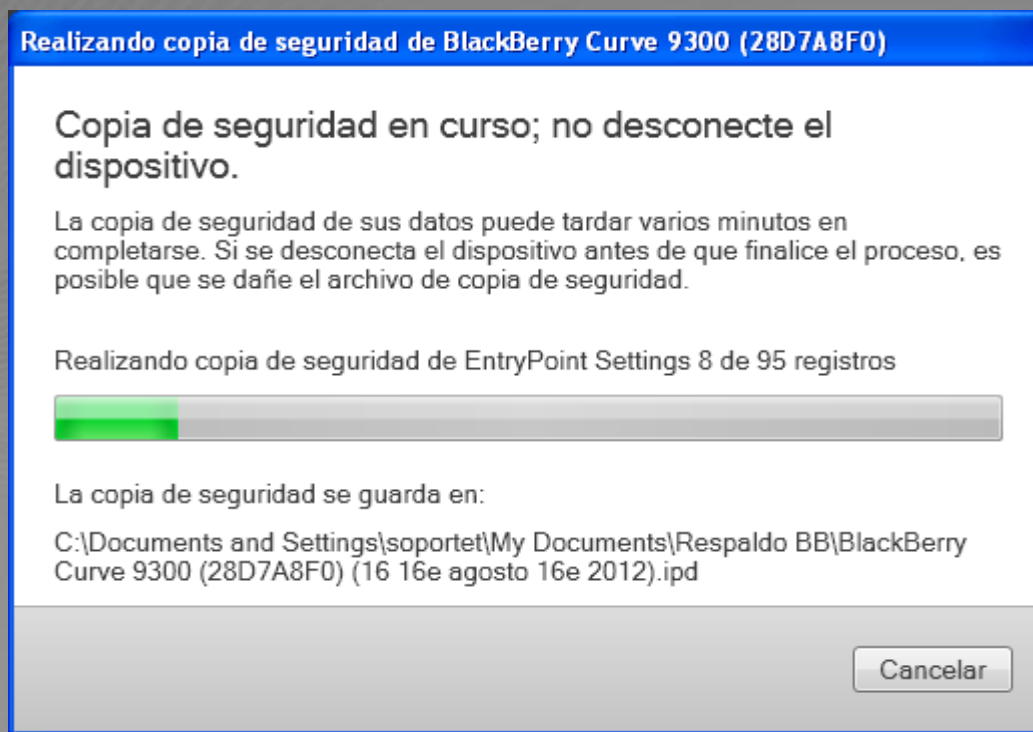 Realizando copia de seguridad de BlackBerry Curve 9300 (28D7A8F0)
Copia de seguridad en curso; no desconecte el
dispositivo.
La copia de seguridad de sus datos puede tardar varios minutos en
completarse. Si se desconecta el dispositivo antes de que finalice el proceso, es
posible que se dañe el archivo de copia de seguridad.
Realizando copia de seguridad de EntryPoint Settings 8 de 95 registros
La copia de seguridad se guarda en:
C:\Documents and Settings\soportet\My Documents\Respaldo BB\BlackBerry
Curve 9300 (28D7A8F0) (16 16e agosto 16e 2012).ipd
Cancelar